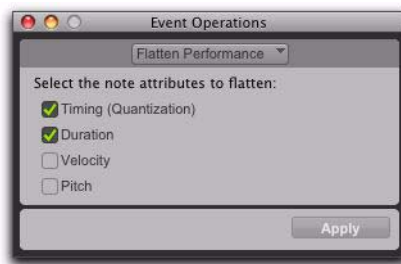 Event Operations
Flatten Performance
Select the note attributes to flatten:
Timing (Quantization)
Duration
Velocity
Pitch
Apply